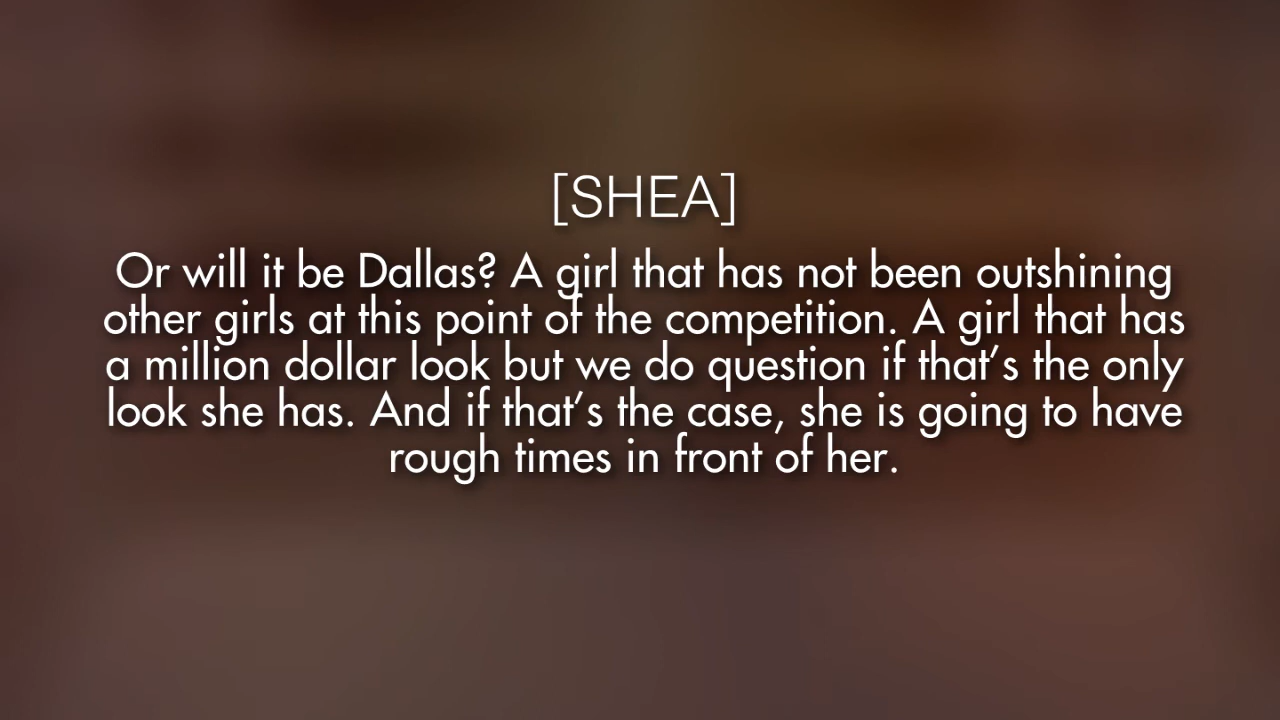 [SHEA]
Or will it be Dallas? A girl that has not been outshining
other girls at this point of the competition. A girl that has
a million dollar look but we do question if that’s the only
look she has. And if that’s the case, she is going to have
rough times in front of her.